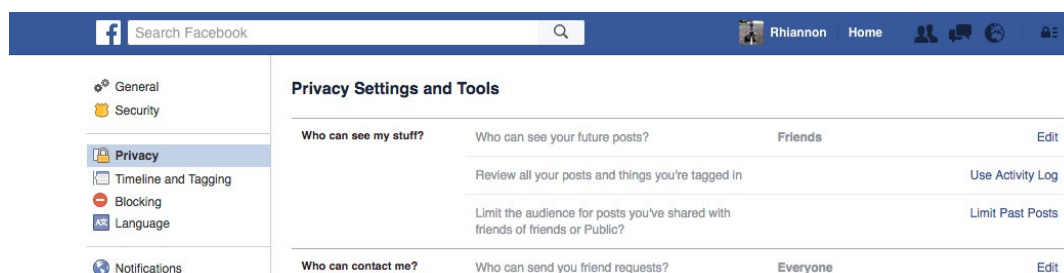 f Search Facebook Rhiannon Home
General
Security
Privacy
Timeline and Tagging
Blocking
Language
Notifications
Privacy Settings and Tools
Who can see my stuff? Who can see your future posts? Friends Edit
Review all your posts and things you're tagged in Use Activity Log
Limit the audience for posts you've shared with Limit Past Posts
friends of friends or Public?
Who can contact me? Who can send you friend requests? Everyone Edit